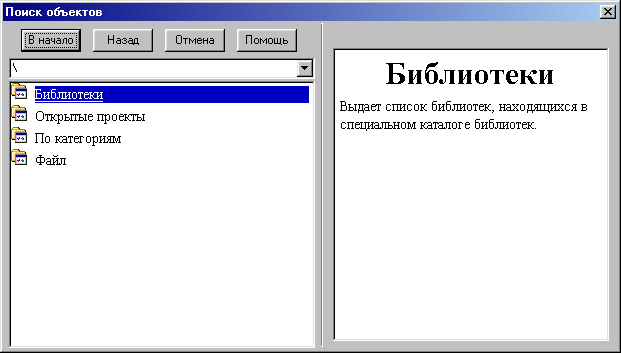 Поиск объектов
В начало Назад Отмена Помощь
\
Библиотеки
Открытые проекты
По категориям
Файл
Библиотеки
Выдает список библиотек, находящихся в
специальном каталоге библиотек.